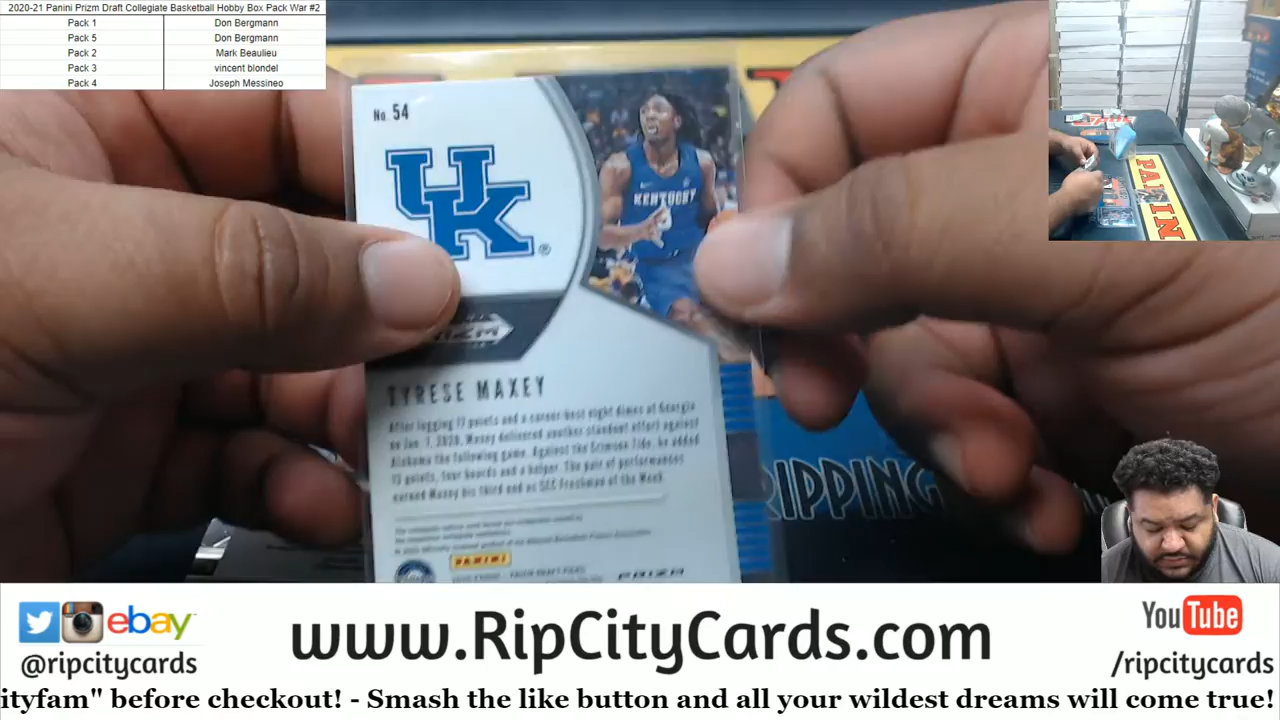 2020-21 Panini Prizm Draft Collegiate Basketball Hobby Box Pack War #2
Pack 1 Don Bergmann
Pack 5 Don Bergmann
Pack 2 Mark Beaulieu
Pack 3 vincent blondel
Pack 4 Joseph Messineo
No. 54
UK
®
KENTUCKY
TYRESE MAXEY
After logging 17 points and a career-best eight dimes at Georgia
on Jan. 7, 2020, Maxey delivered another standout effort against
Alabama the following game. Against the Crimson Tide, he added
points, four boards and a helper. The pair of performances
earned Maxey his third and as SEC Freshman of the Week
PANINI
PRIZM
RIPPING
PANINI
ebay
@ripcitycards
www.RipCityCards.com
YouTube
/ripcitycards
ityfam" before checkout! - Smash the like button and all your wildest dreams will come true!